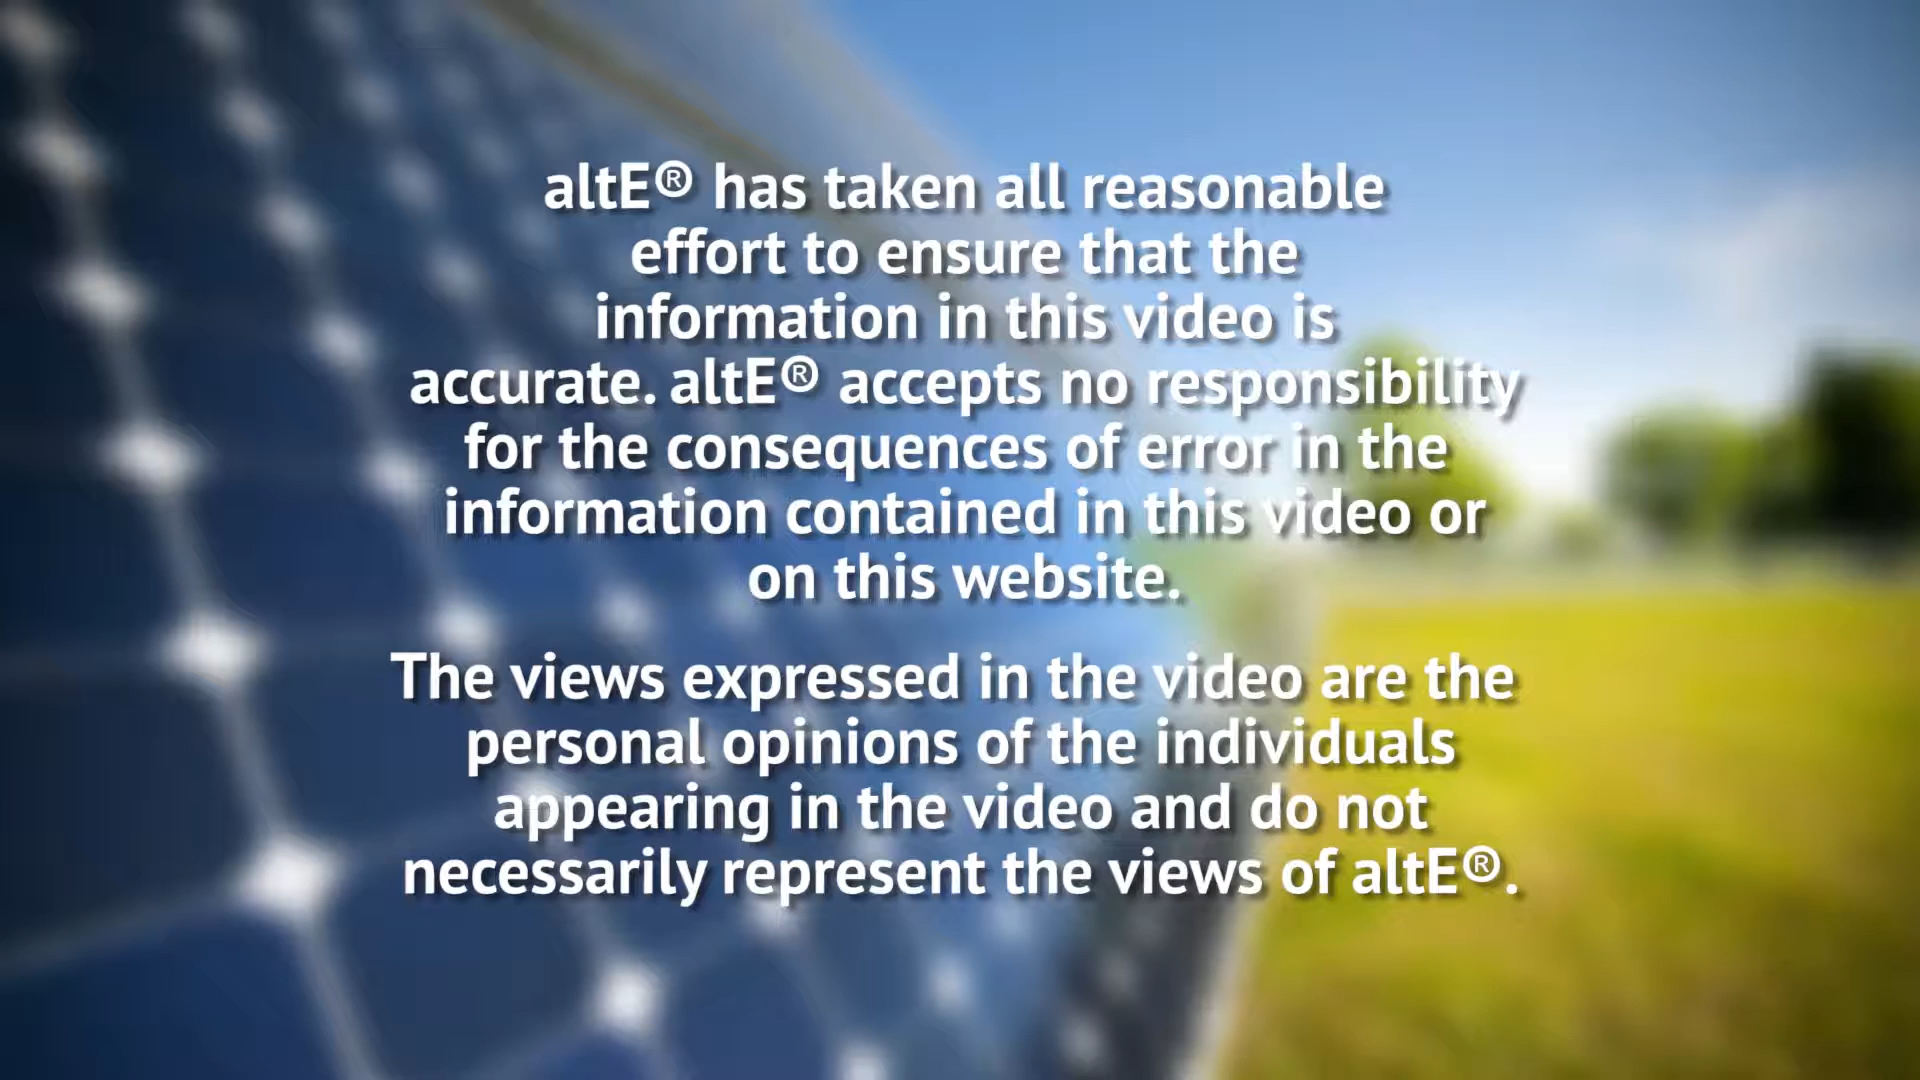 altE® has taken all reasonable
effort to ensure that the
information in this video is
accurate. altE® accepts no responsibility
for the consequences of error in the
information contained in this video or
on this website.
The views expressed in the video are the
personal opinions of the individuals
appearing in the video and do not
necessarily represent the views of altE®.